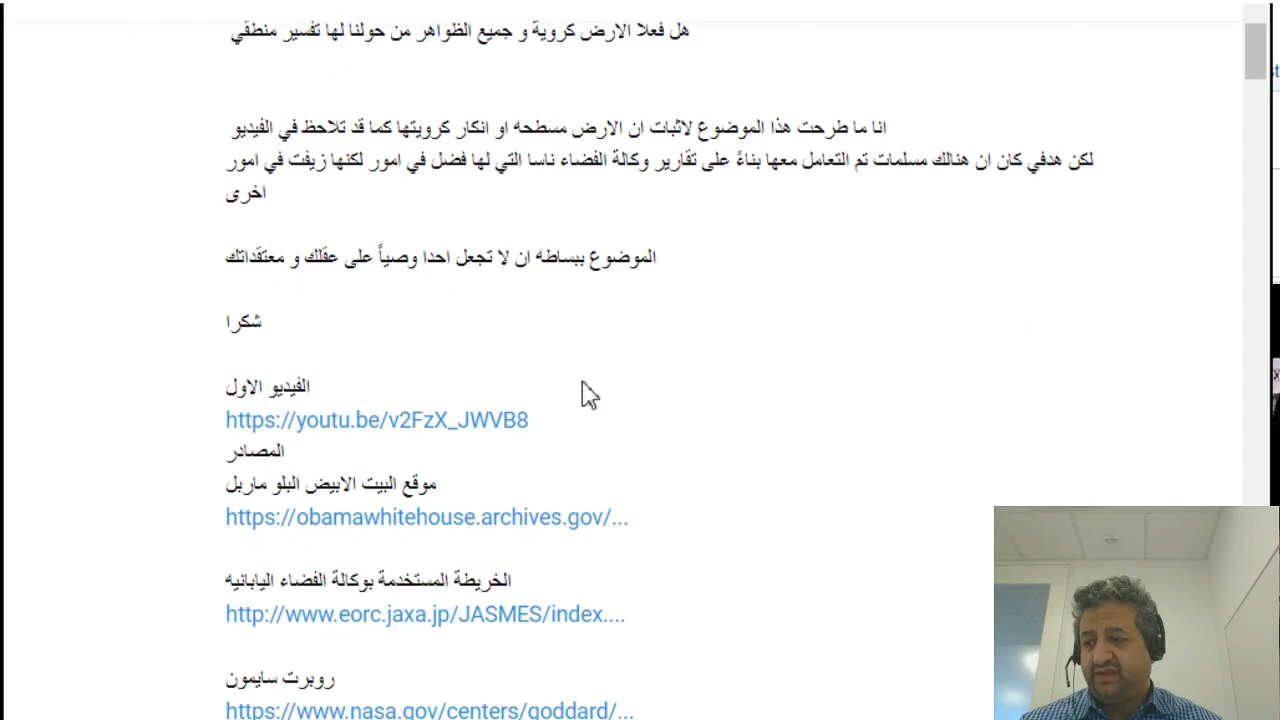 هل فعلا الارض كروية و جميع الظواهر من حولنا لها تفسير منطقي
انا ما طرحت هذا الموضوع لاثبات ان الارض مسطحه او انكار كرويتها كما قد تلاحظ في الفيديو
لكن هدفي كان ان هنالك مسلمات تم التعامل معها بناءً على تقارير وكالة الفضاء ناسا التي لها فضل في امور لكنها زيفت في امور
اخرى
الموضوع ببساطه ان لا تجعل احدا وصياً على عقلك و معتقداتك
شكرا
الفيديو الاول
https://youtu.be/v2FzX_JWVB8
المصادر
موقع البيت الابيض البلو ماربل
https://obamawhitehouse.archives.gov/...
الخريطة المستخدمة بوكالة الفضاء اليابانيه
http://www.eorc.jaxa.jp/JASMES/index....
روبرت سايمون
https://www.nasa.gov/centers/goddard/...